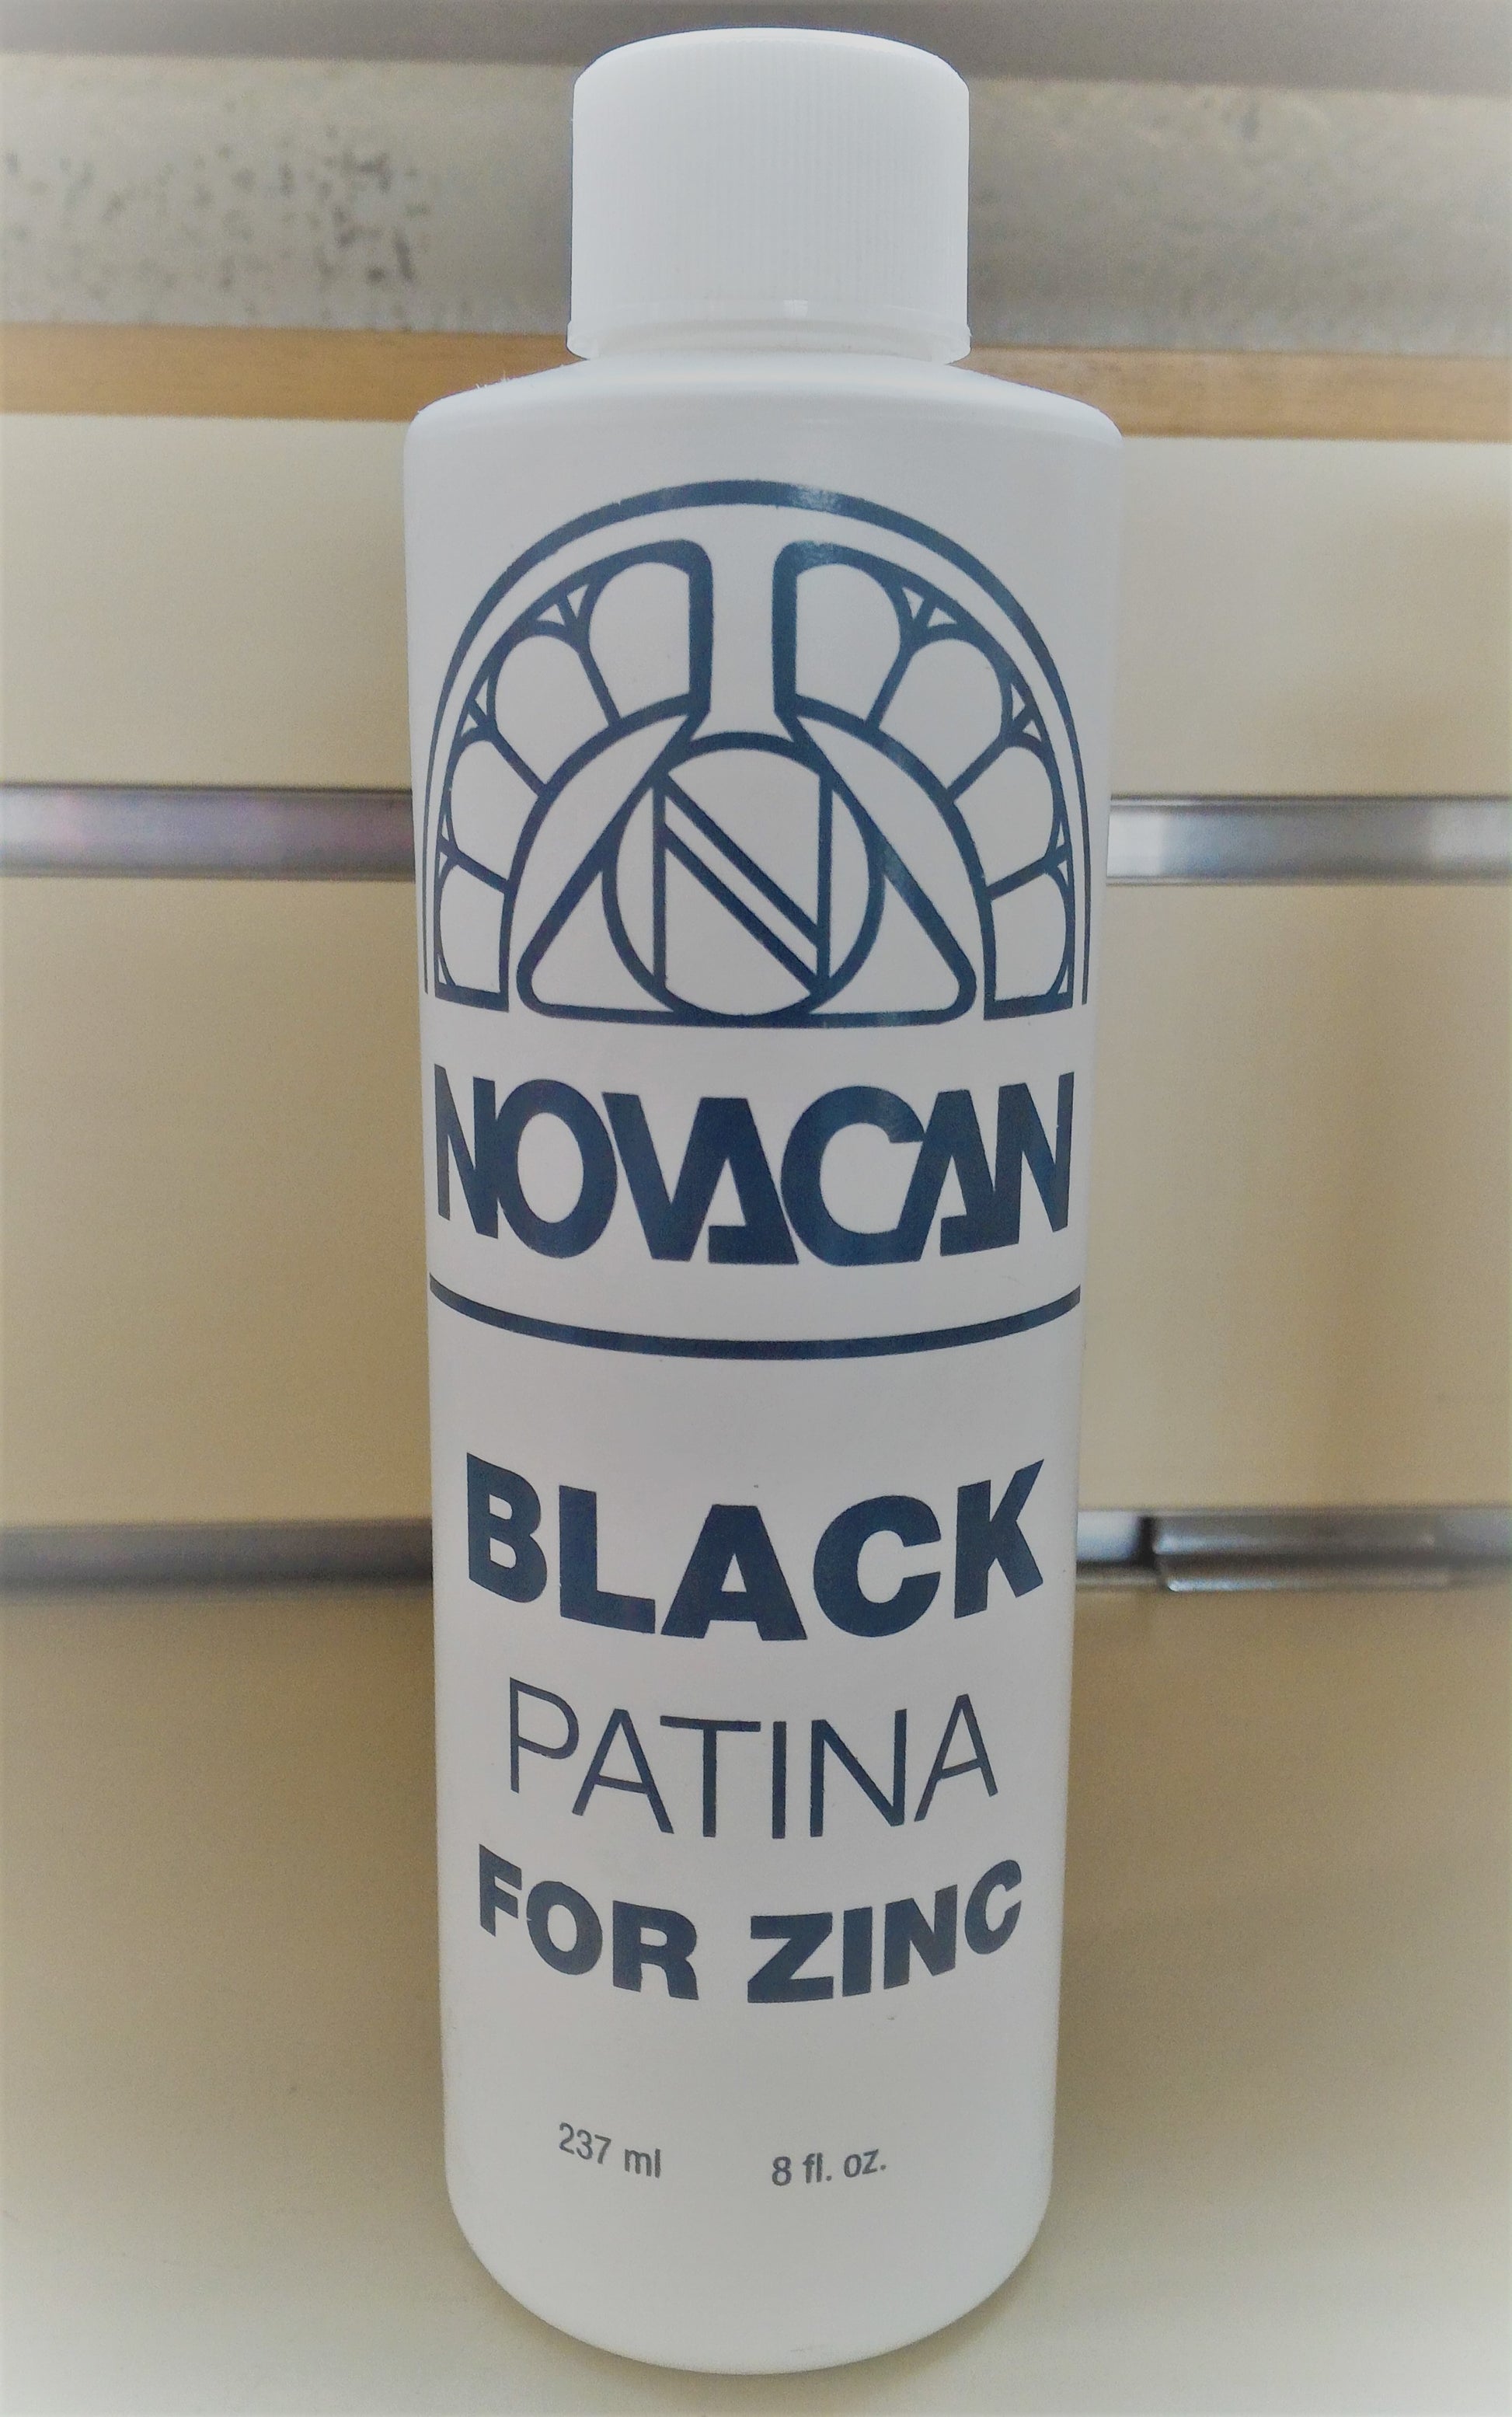 N
NOVACAN
BLACK
PATINA
FOR ZINC
237 ml 8 fl. oz.